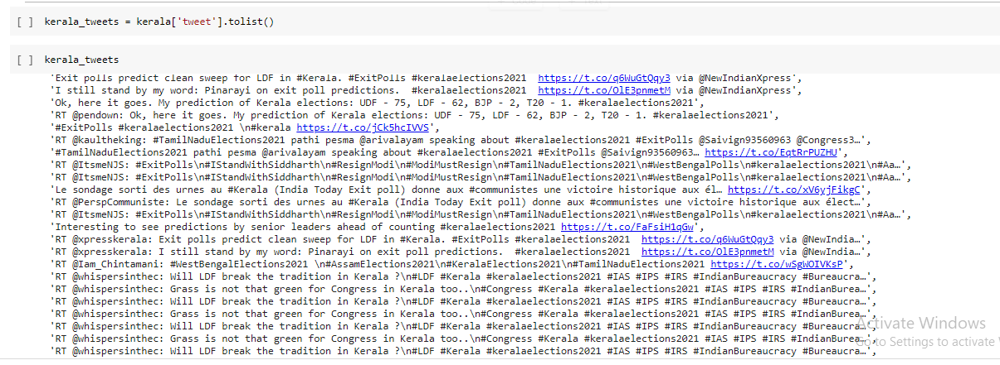 [ ] kerala_tweets = kerala['tweet'].tolist()
[ ] kerala_tweets
'Exit polls predict clean sweep for LDF in #Kerala. #ExitPolls #keralaelections2021  https://t.co/q6WuGtQqy3 via @NewIndianXpress',
'I still stand by my word: Pinarayi on exit poll predictions.  #keralaelections2021  https://t.co/OlE3pnmetM via @NewIndianXpress',
'Ok, here it goes. My prediction of Kerala elections: UDF - 75, LDF - 62, BJP - 2, T20 - 1. #keralaelections2021',
'RT @pendown: Ok, here it goes. My prediction of Kerala elections: UDF - 75, LDF - 62, BJP - 2, T20 - 1. #keralaelections2021',
'#ExitPolls #keralaelections2021 \n#kerala https://t.co/jCk5hcIVVS',
'RT @kaultheking: #TamilNaduElections2021 pathi pesma @arivalayam speaking about #keralaelections2021 #ExitPolls @Saivign93560964 @Congress3…',
'#TamilNaduElections2021 pathi pesma @arivalayam speaking about #keralaelections2021 #ExitPolls @Saivign93560963… https://t.co/EqtRrPUZHU',
'RT @ItsmeNJS: #ExitPolls\n#IStandWithSiddharth\n#ResignModi\n#ModiMustResign\n#TamilNaduElections2021\n#WestBengalPolls\n#keralaelections2021\n#Aa…',
'RT @ItsmeNJS: #ExitPolls\n#IStandWithSiddharth\n#ResignModi\n#ModiMustResign\n#TamilNaduElections2021\n#WestBengalPolls\n#keralaelections2021\n#Aa…',
'Le sondage sorti des urnes au #Kerala (India Today Exit poll) donne aux #communistes une victoire historique aux él… https://t.co/xV6yjFikgC',
'RT @PerspCommuniste: Le sondage sorti des urnes au #Kerala (India Today Exit poll) donne aux #communistes une victoire historique aux élect…',
'RT @ItsmeNJS: #ExitPolls\n#IStandWithSiddharth\n#ResignModi\n#ModiMustResign\n#TamilNaduElections2021\n#WestBengalPolls\n#keralaelections2021\n#Aa…',
'Interesting to see predictions by senior leaders ahead of counting #keralaelections2021 https://t.co/FaFsiH1qGw',
'RT @xpresskerala: Exit polls predict clean sweep for LDF in #Kerala. #ExitPolls #keralaelections2021  https://t.co/q6WuGtQqy3 via @NewIndia…',
'RT @xpresskerala: I still stand by my word: Pinarayi on exit poll predictions.  #keralaelections2021  https://t.co/OlE3pnmetM via @NewIndia…',
'RT @Iam_Chintamani: #WestBengalElections2021 \n#AssamElections2021\n#KeralaElections2021\n#TamilNaduElections2021 https://t.co/wSgWOIVKsP',
'RT @whispersinthec: Will LDF break the tradition in Kerala ?\n#LDF #Kerala #keralaelections2021 #IAS #IPS #IRS #IndianBureaucracy #Bureaucra…',
'RT @whispersinthec: Grass is not that green for Congress in Kerala too..\n#Congress #Kerala #keralaelections2021 #IAS #IPS #IRS #IndianBurea…',
'RT @whispersinthec: Will LDF break the tradition in Kerala ?\n#LDF #Kerala #keralaelections2021 #IAS #IPS #IRS #IndianBureaucracy #Bureaucra…',
'RT @whispersinthec: Grass is not that green for Congress in Kerala too..\n#Congress #Kerala #keralaelections2021 #IAS #IPS #IRS #IndianBurea…',
'RT @whispersinthec: Will LDF break the tradition in Kerala ?\n#LDF #Kerala #keralaelections2021 #IAS #IPS #IRS #IndianBureaucracy #Bureaucra…',
'RT @whispersinthec: Grass is not that green for Congress in Kerala too..\n#Congress #Kerala #keralaelections2021 #IAS #IPS #IRS #IndianBurea…',
'RT @whispersinthec: Will LDF break the tradition in Kerala ?\n#LDF #Kerala #keralaelections2021 #IAS #IPS #IRS #IndianBureaucracy #Bureaucra…',
Activate Windows
Go to Settings to activate